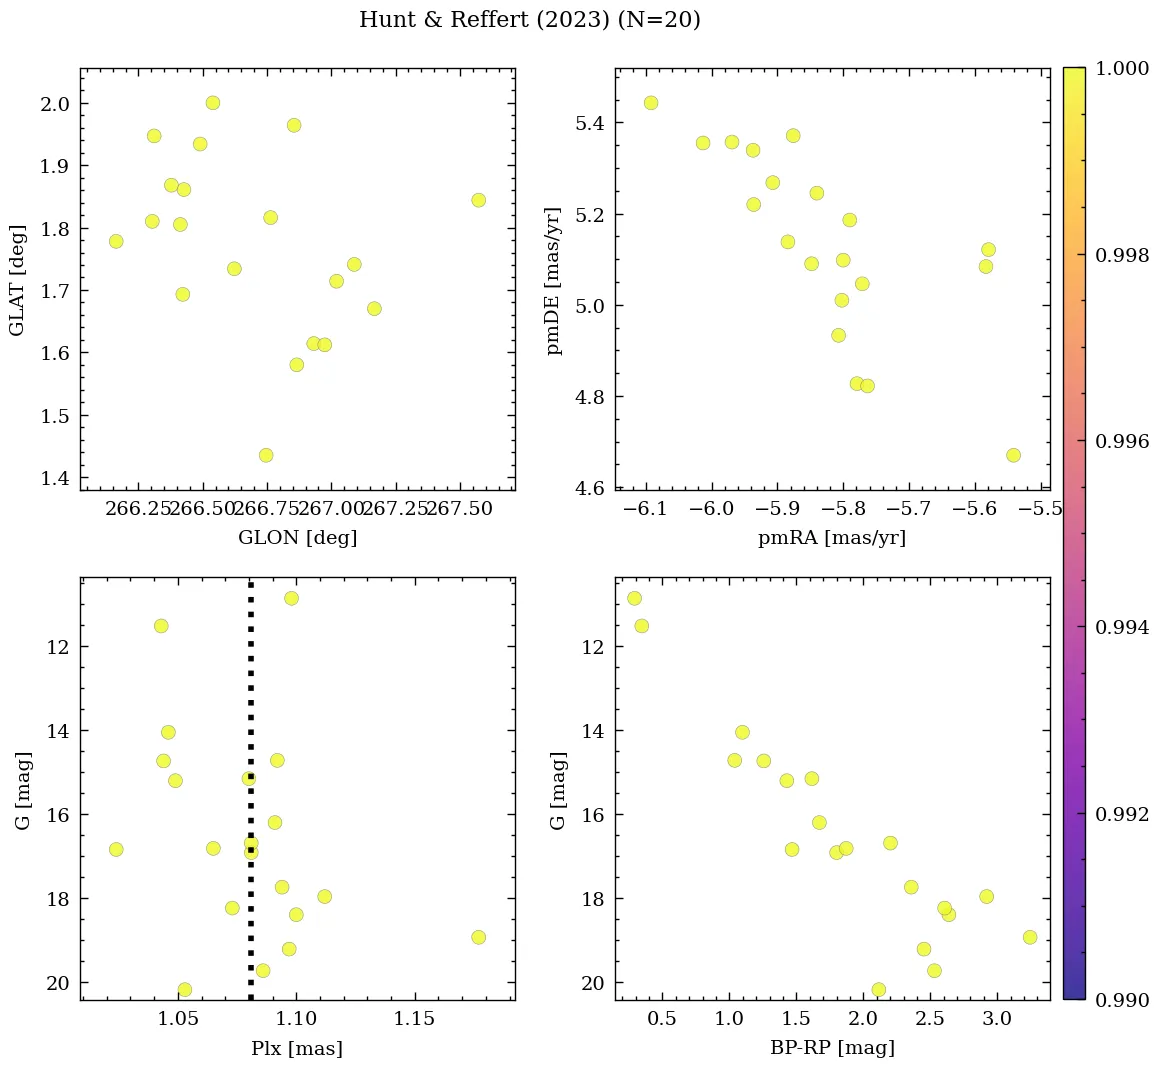 Hunt & Reffert (2023) (N=20)
GLAT [deg]
2.0
1.9
1.8
1.7
1.6
1.5
1.4
266.25 266.50 266.75 267.00 267.25 267.50
GLON [deg]
pmDE [mas/yr]
5.4
5.2
5.0
4.8
4.6
−6.1 −6.0 −5.9 −5.8 −5.7 −5.6 −5.5
pmRA [mas/yr]
G [mag]
12
14
16
18
20
1.05 1.10 1.15
Plx [mas]
G [mag]
12
14
16
18
20
0.5 1.0 1.5 2.0 2.5 3.0
BP-RP [mag]
1.000
0.998
0.996
0.994
0.992
0.990